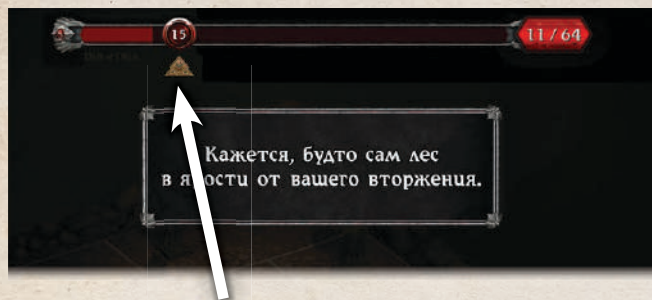 15
11 / 64
Кажется, будто сам лес
в ярости от вашего вторжения.